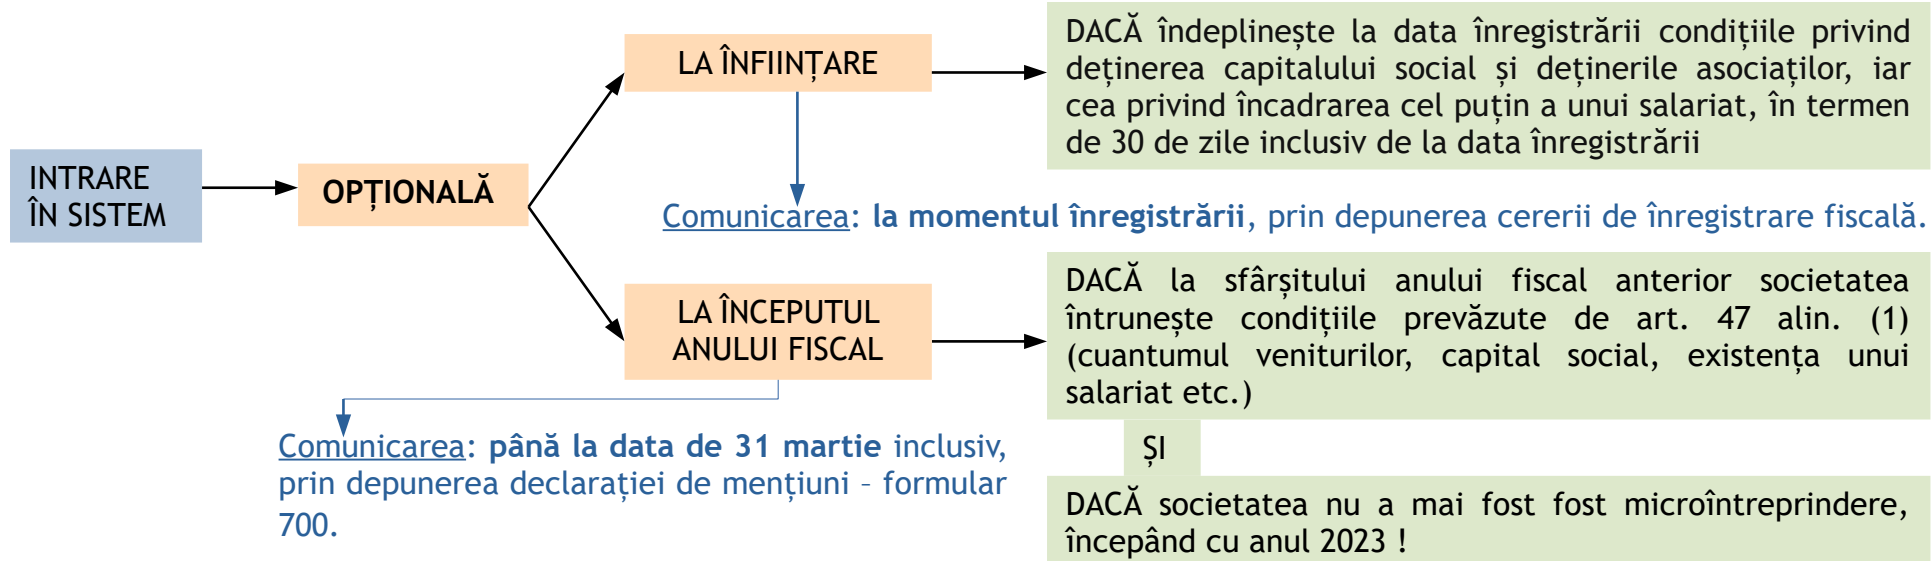 INTRARE
ÎN SISTEM
OPȚIONALĂ
LA ÎNFIINȚARE
DACĂ îndeplinește la data înregistrării condițiile privind
deținerea capitalului social și deținerile asociaților, iar
cea privind încadrarea cel puțin a unui salariat, în termen
de 30 de zile inclusiv de la data înregistrării
Comunicarea: la momentul înregistrării, prin depunerea cererii de înregistrare fiscală.
LA ÎNCEPUTUL
ANULUI FISCAL
DACĂ la sfârșitului anului fiscal anterior societatea
întrunește condițiile prevăzute de art. 47 alin. (1)
(cuantumul veniturilor, capital social, existența unui
salariat etc.)
Comunicarea: până la data de 31 martie inclusiv,
prin depunerea declarației de mențiuni – formular
700.
ȘI
DACĂ societatea nu a mai fost fost microîntreprindere,
începând cu anul 2023 !